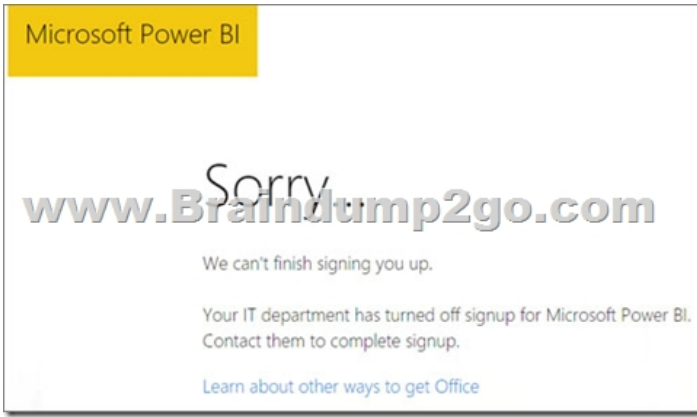 Microsoft Power BI
Sorry...
www.Braindump2go.com
We can't finish signing you up.
Your IT department has turned off signup for Microsoft Power BI.
Contact them to complete signup.
Learn about other ways to get Office